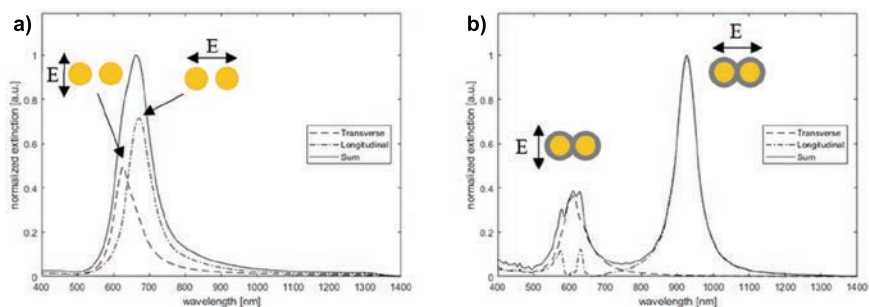 a)
E
E
normalized extinction [a.u.]
1
0.8
0.6
0.4
0.2
0
Transverse
Longitudinal
Sum
400 500 600 700 800 900 1000 1100 1200 1300 1400
wavelength [nm]
b)
E
E
normalized extinction [a.u.]
1
0.8
0.6
0.4
0.2
0
Transverse
Longitudinal
Sum
400 500 600 700 800 900 1000 1100 1200 1300 1400
wavelength [nm]